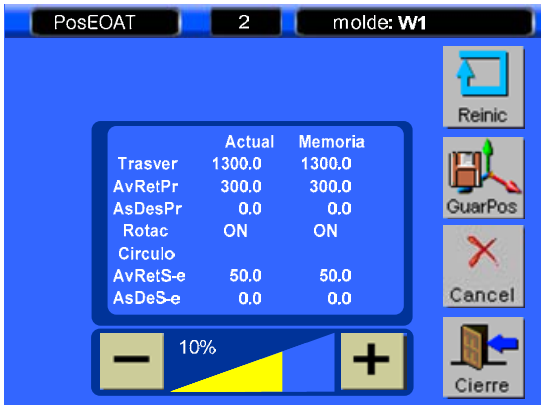 PosEOAT 2 molde: W1
Reinic
Actual Memoria
Trasver 1300.0 1300.0
AvRetPr 300.0 300.0
AsDesPr 0.0 0.0
GuarPos
Rotac ON ON
Circulo
AvRetS-e 50.0 50.0
AsDeS-e 0.0 0.0
Cancel
10%
Cierre